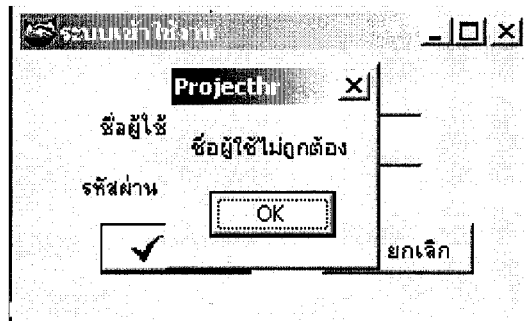 ระบบเข้าใช้งาน
Projecthr
ชื่อผู้ใช้
ชื่อผู้ใช้ไม่ถูกต้อง
รหัสผ่าน
OK
ยกเลิก